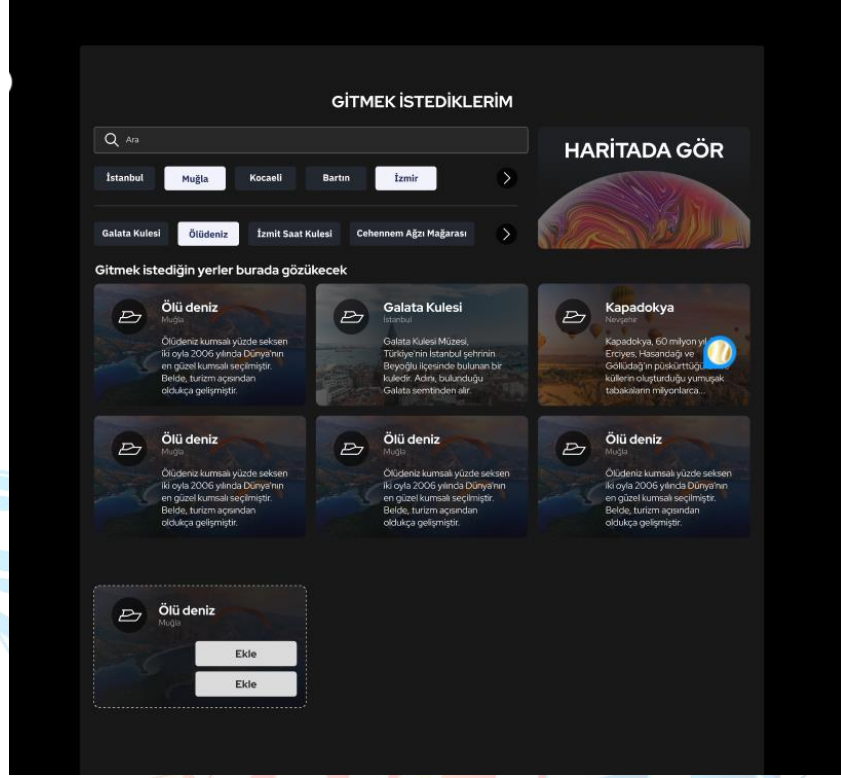 GİTMEK İSTEDİKLERİM
Ara
HARİTADA GÖR
İstanbul
Muğla
Kocaeli
Bartın
İzmir
Galata Kulesi
Ölüdeniz
İzmit Saat Kulesi
Cehennem Ağzı Mağarası
Gitmek istediğin yerler burada gözükecek
Ölü deniz
Muğla
Ölüdeniz kumsalı yüzde seksen
iki oyla 2006 yılında Dünya'nın
en güzel kumsalı seçilmiştir.
Belde, turizm açısından
oldukça gelişmiştir.
Galata Kulesi
İstanbul
Galata Kulesi Müzesi,
Türkiye'nin İstanbul şehrinin
Beyoğlu ilçesinde bulunan bir
kuledir. Adını, bulunduğu
Galata semtinden alır.
Kapadokya
Nevşehir
Kapadokya, 60 milyon yıl
Erciyes, Hasandağı ve
Göllüdağ'ın püskürttüğü
küllerin oluşturduğu yumuşak
tabakaların milyonlarca...
Ölü deniz
Muğla
Ölüdeniz kumsalı yüzde seksen
iki oyla 2006 yılında Dünya'nın
en güzel kumsalı seçilmiştir.
Belde, turizm açısından
oldukça gelişmiştir.
Ölü deniz
Muğla
Ölüdeniz kumsalı yüzde seksen
iki oyla 2006 yılında Dünya'nın
en güzel kumsalı seçilmiştir.
Belde, turizm açısından
oldukça gelişmiştir.
Ölü deniz
Muğla
Ölüdeniz kumsalı yüzde seksen
iki oyla 2006 yılında Dünya'nın
en güzel kumsalı seçilmiştir.
Belde, turizm açısından
oldukça gelişmiştir.
Ölü deniz
Muğla
Ekle
Ekle